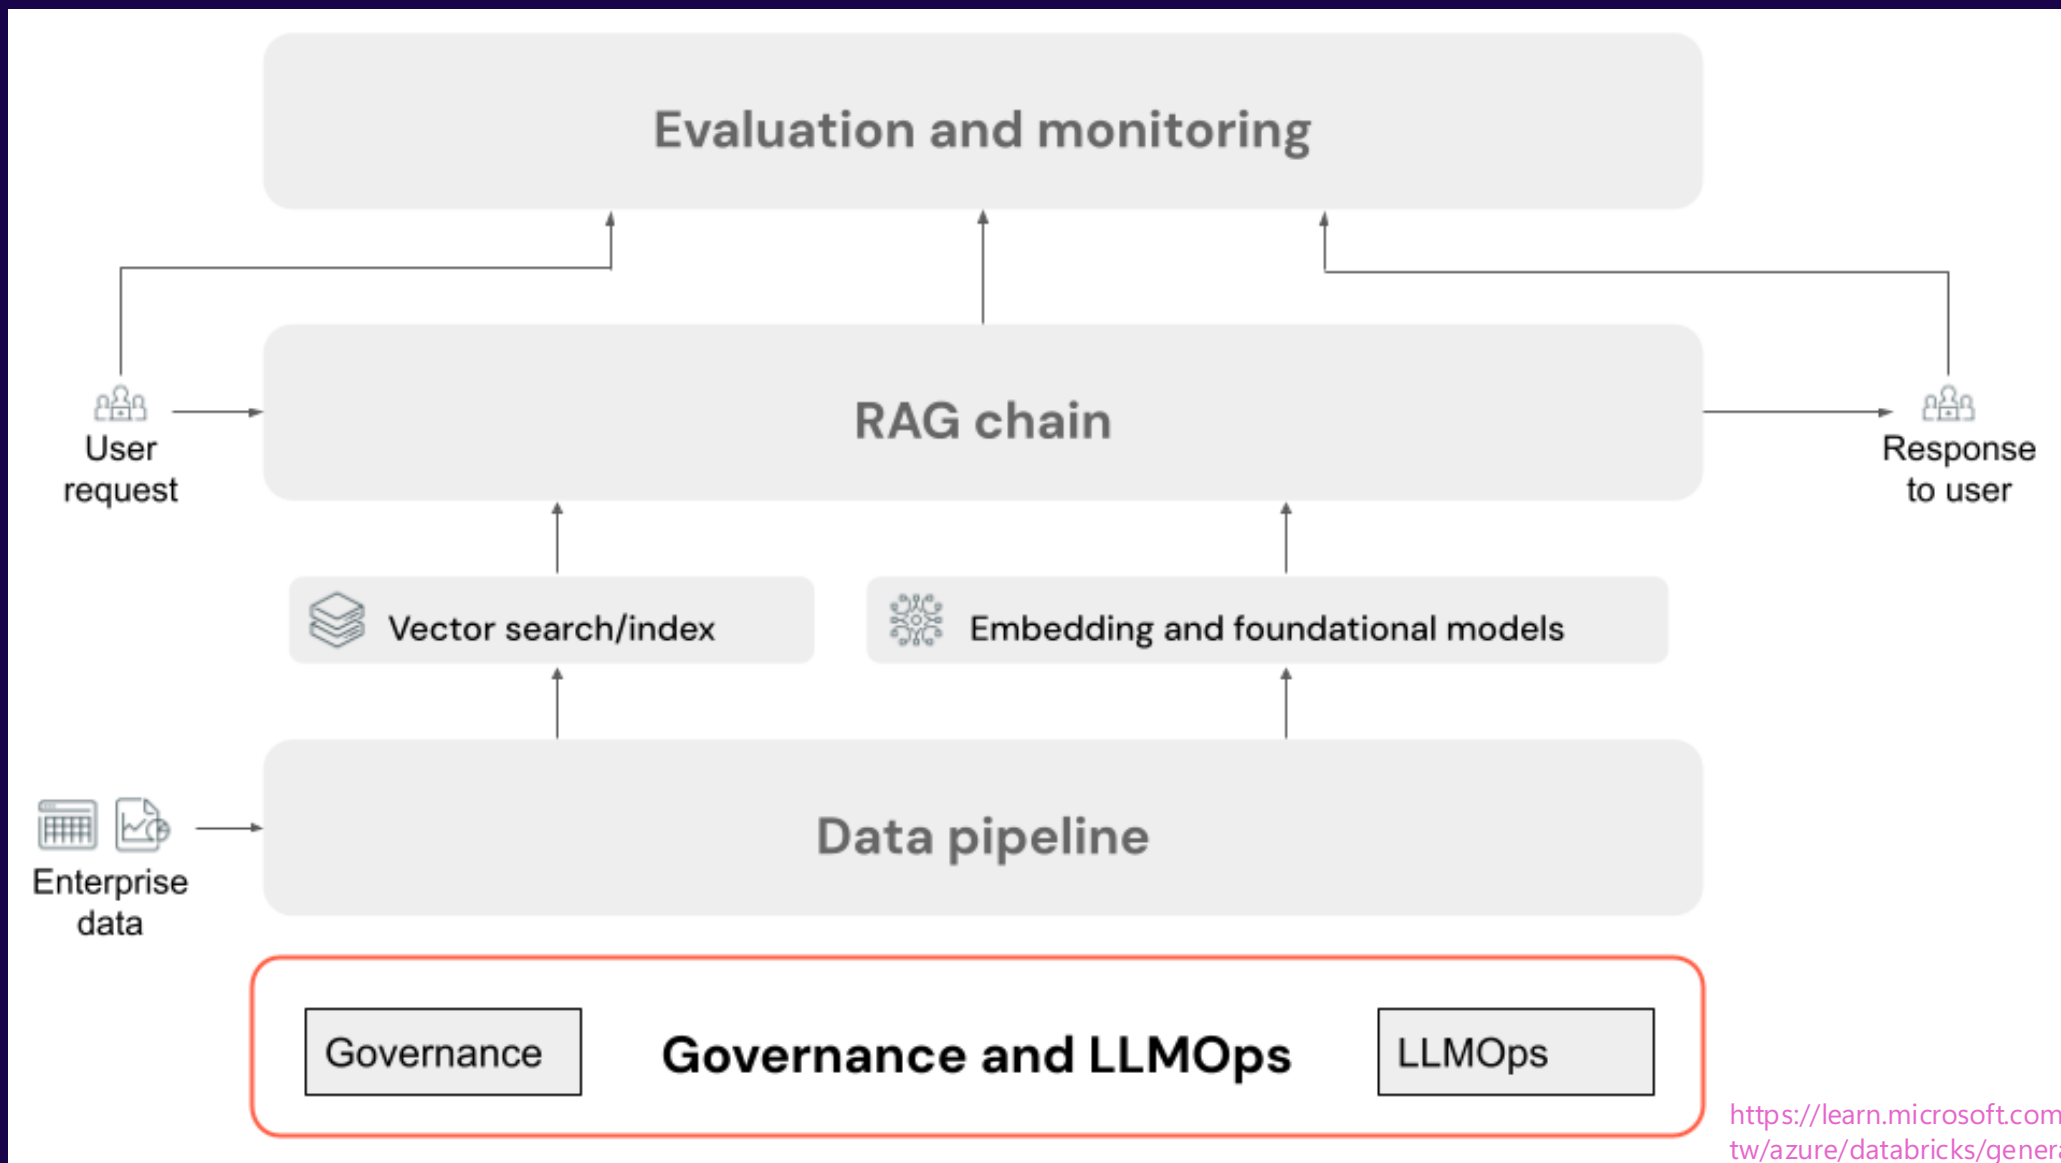 Evaluation and monitoring
User
request
RAG chain
Response
to user
Vector search/index
Embedding and foundational models
Enterprise
data
Data pipeline
Governance
Governance and LLMOps
LLMOps
https://learn.microsoft.com
tw/azure/databricks/genera